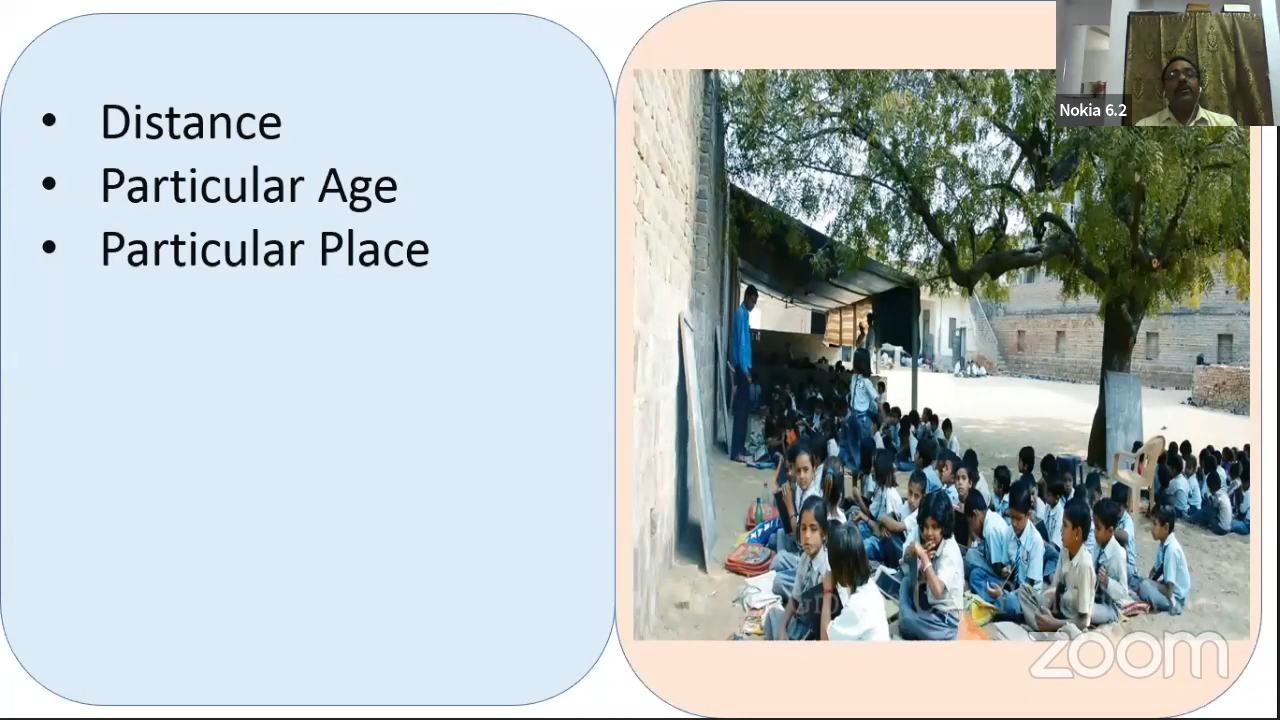 • Distance
• Particular Age
• Particular Place
Nokia 6.2
zoom